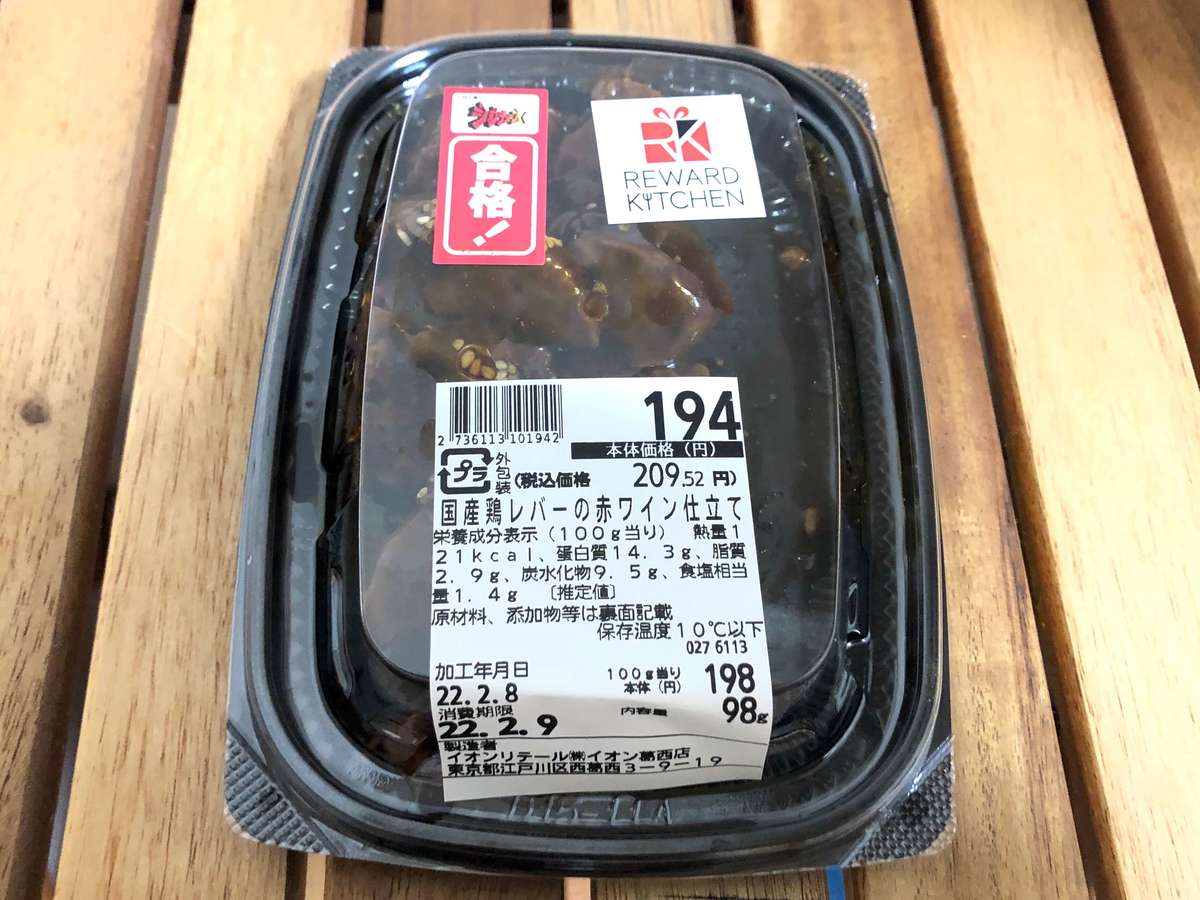 合格!
RK
REWARD
KITCHEN
194
2 736113 101942
本体価格(円)
プラ
外包装
(税込価格 209.52 円)
国産鶏レバーの赤ワイン仕立て
栄養成分表示(100g当り) 熱量1
21kcal、蛋白質14.3g、脂質
2.9g、炭水化物9.5g、食塩相当
量1.4g 〔推定値〕
原材料、添加物等は裏面記載
保存温度10℃以下
027 6113
加工年月日
22.2.8
100g当り
本体(円) 198
消費期限
22.2.9
内容量 98g
製造者
イオンリテール㈱イオン葛西店
東京都江戸川区西葛西3-9-19